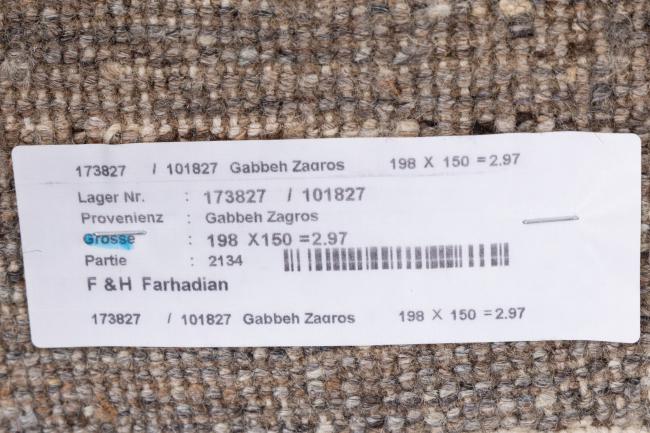 173827 / 101827 Gabbeh Zagros 198 X 150 =2.97
Lager Nr. : 173827 / 101827
Provenienz : Gabbeh Zagros
Grosse : 198 X150 =2.97
Partie : 2134
F &H Farhadian
173827 / 101827 Gabbeh Zagros 198 X 150 =2.97